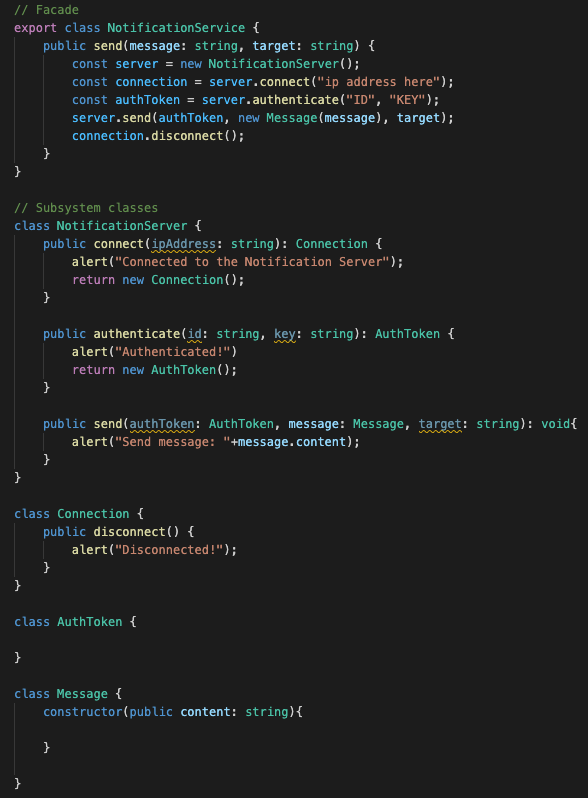 // Facade
export class NotificationService {
    public send(message: string, target: string) {
        const server = new NotificationServer();
        const connection = server.connect("ip address here");
        const authToken = server.authenticate("ID", "KEY");
        server.send(authToken, new Message(message), target);
        connection.disconnect();
    }
}

// Subsystem classes
class NotificationServer {
    public connect(ipAddress: string): Connection {
        alert("Connected to the Notification Server");
        return new Connection();
    }

    public authenticate(id: string, key: string): AuthToken {
        alert("Authenticated!")
        return new AuthToken();
    }

    public send(authToken: AuthToken, message: Message, target: string): void{
        alert("Send message: "+message.content);
    }
}

class Connection {
    public disconnect() {
        alert("Disconnected!");
    }
}

class AuthToken {

}

class Message {
    constructor(public content: string){

    }

}